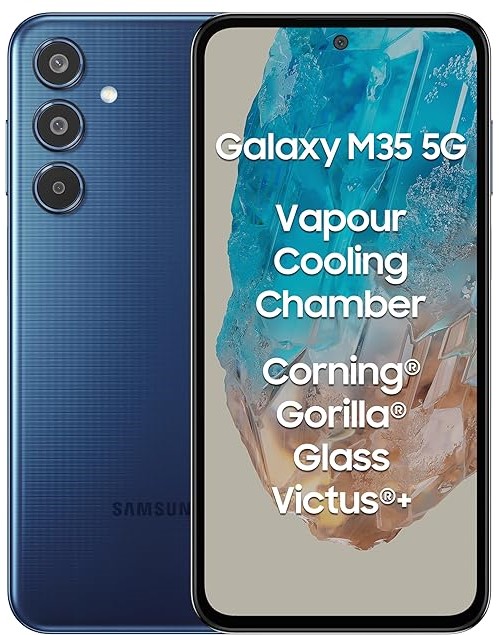 Galaxy M35 5G
Vapour
Cooling
Chamber
Corning®
Gorilla®
Glass
Victus®+
SAMSUN